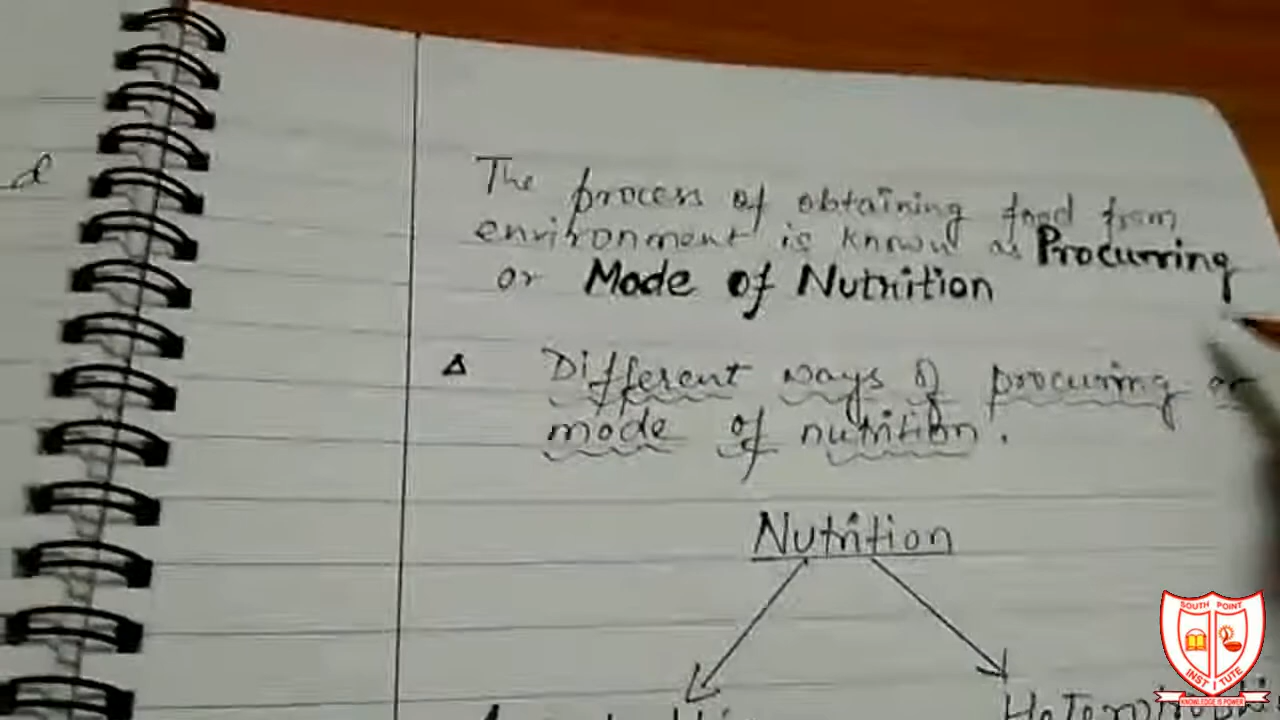 The process of obtaining food from
environment is known as Procurring
or Mode of Nutrition
Δ Different ways of procuring or
mode of nutrition.
Nutrition
SOUTH POINT
INSTITUTE
KNOWLEDGE IS POWER